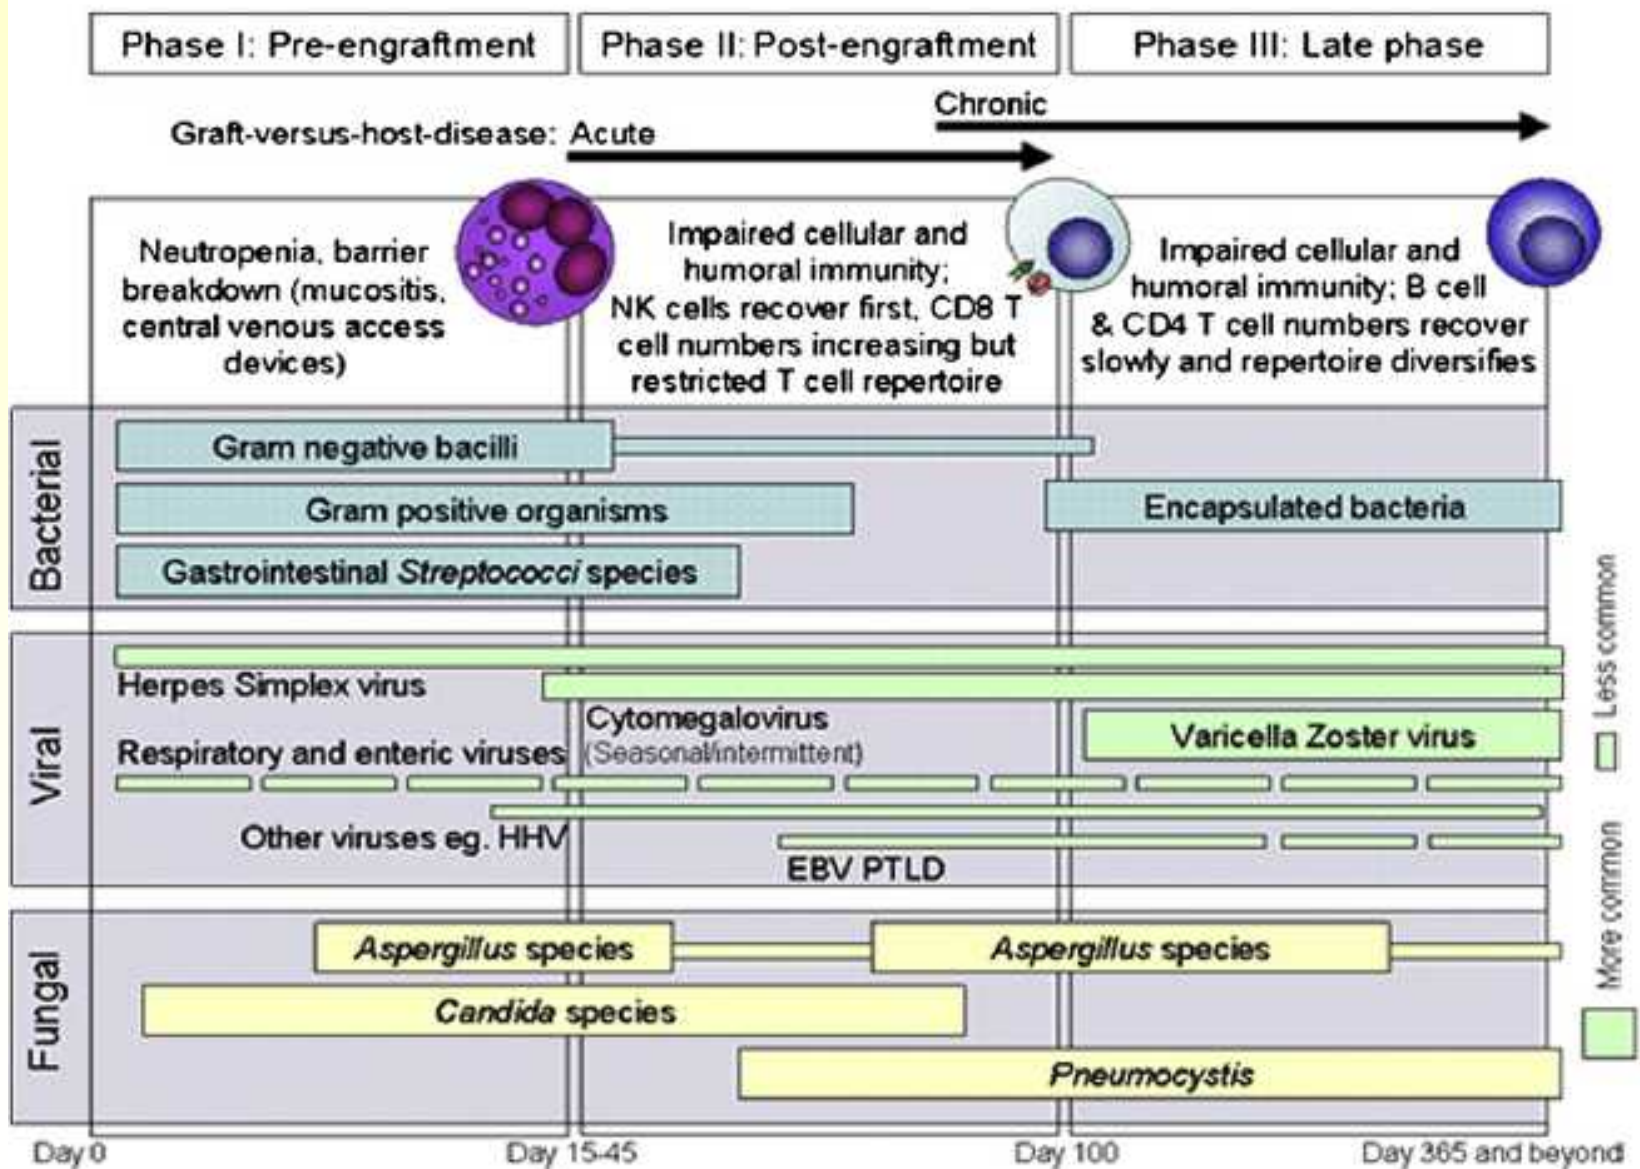 Phase I: Pre-engraftment
Phase II: Post-engraftment
Phase III: Late phase
Chronic
Graft-versus-host-disease: Acute
Neutropenia, barrier
breakdown (mucositis,
central venous access
devices)
Impaired cellular and
humoral immunity;
NK cells recover first, CD8 T
cell numbers increasing but
restricted T cell repertoire
Impaired cellular and
humoral immunity; B cell
& CD4 T cell numbers recover
slowly and repertoire diversifies
Bacterial
Gram negative bacilli
Gram positive organisms
Encapsulated bacteria
Gastrointestinal Streptococci species
Viral
Herpes Simplex virus
Cytomegalovirus
Varicella Zoster virus
Respiratory and enteric viruses (Seasonal/intermittent)
Other viruses eg. HHV
EBV PTLD
Fungal
Aspergillus species
Aspergillus species
Candida species
Pneumocystis
Less common
More common
Day 0
Day 15-45
Day 100
Day 365 and beyond